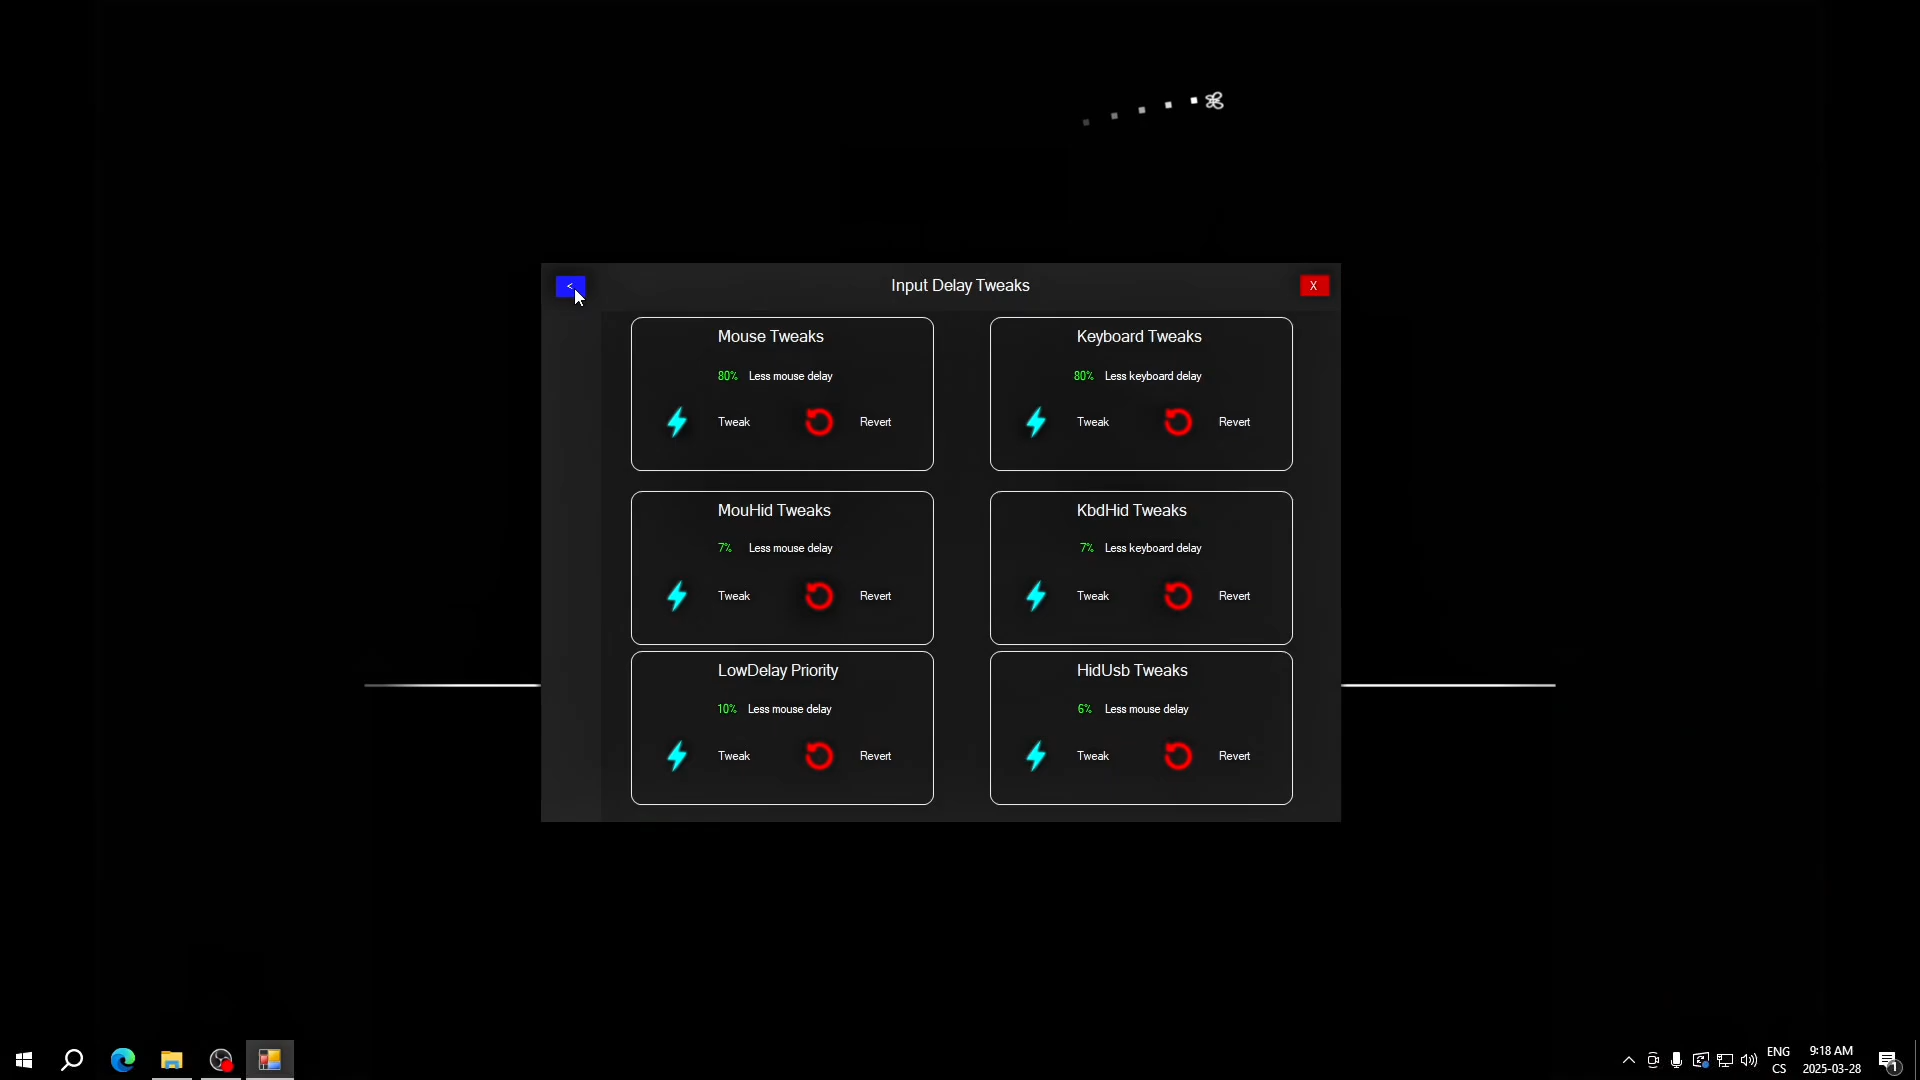 <
Input Delay Tweaks
X
Mouse Tweaks
80% Less mouse delay
Tweak Revert
Keyboard Tweaks
80% Less keyboard delay
Tweak Revert
MouHid Tweaks
7% Less mouse delay
Tweak Revert
KbdHid Tweaks
7% Less keyboard delay
Tweak Revert
LowDelay Priority
10% Less mouse delay
Tweak Revert
HidUsb Tweaks
6% Less mouse delay
Tweak Revert
ENG
CS
9:18 AM
2025-03-28
1